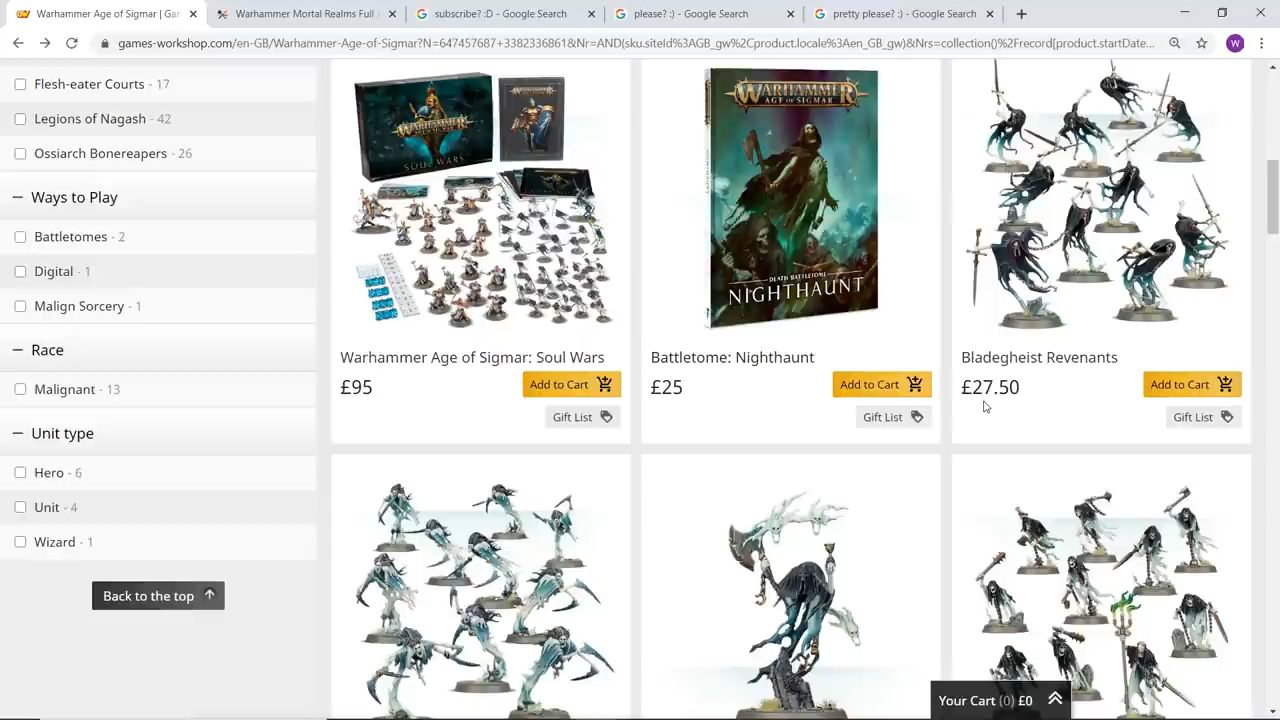 Warhammer Age of Sigmar | Gam
Warhammer Mortal Realms Full
subscribe? :D - Google Search
please? :) - Google Search
pretty please? :) - Google Search
games-workshop.com/en-GB/Warhammer-Age-of-Sigmar?N=647457687+3382336861&Nr=AND(sku.siteId%3AGB_gw%2Cproduct.locale%3Aen_GB_gw)&Nrs=collection()%2Frecord[product.startDate...
W
Flesh-eater Courts - 17
Legions of Nagash - 42
Ossiarch Bonereapers - 26
Ways to Play
Battletomes - 2
Digital - 1
Malign Sorcery - 1
Race
Malignant - 13
Unit type
Hero - 6
Unit - 4
Wizard - 1
Back to the top
WARHAMMER
AGE OF SIGMAR
SOUL WARS
WARHAMMER
Warhammer Age of Sigmar: Soul Wars
£95
Add to Cart
Gift List
WARHAMMER
AGE OF SIGMAR
DEATH BATTLETOME
NIGHTHAUNT
Battletome: Nighthaunt
£25
Add to Cart
Gift List
Bladegheist Revenants
£27.50
Add to Cart
Gift List
Your Cart (0) £0